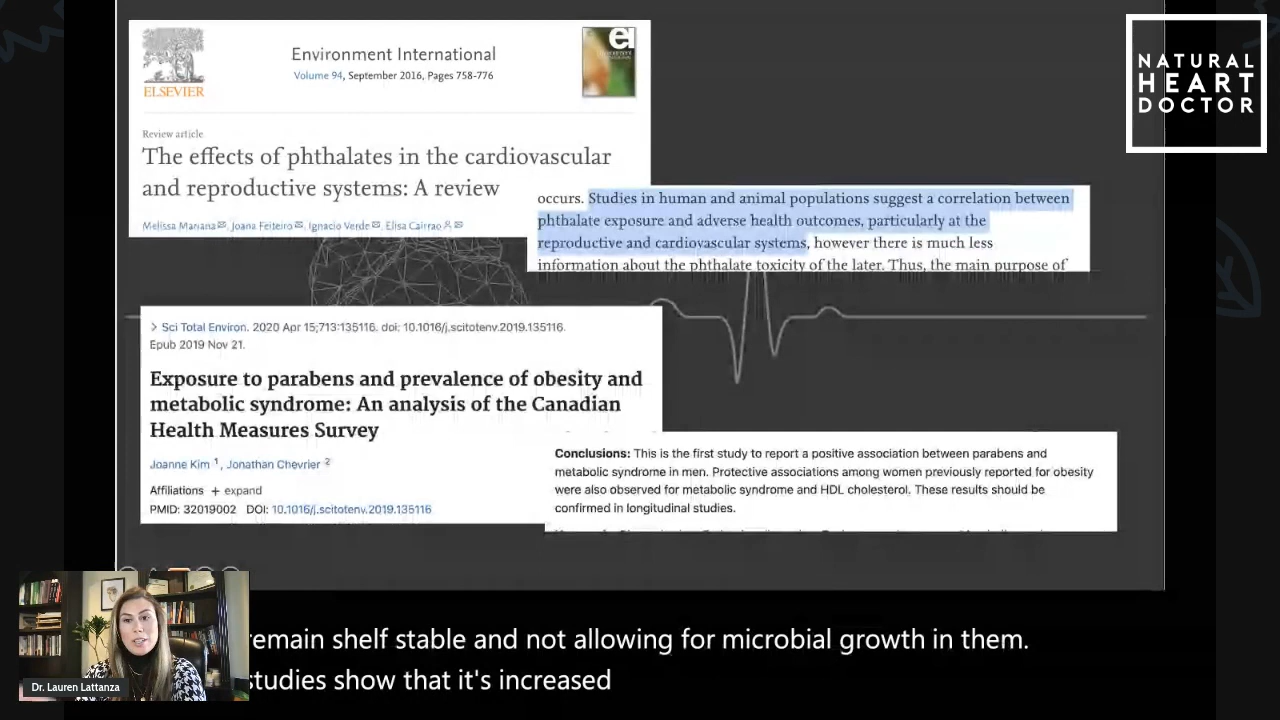 ELSEVIER
Environment International
Volume 94, September 2016, Pages 758-776
ei
Review article
The effects of phthalates in the cardiovascular
and reproductive systems: A review
Melissa Mariana, Joana Feiteiro, Ignacio Verde, Elisa Cairrao
occurs. Studies in human and animal populations suggest a correlation between
phthalate exposure and adverse health outcomes, particularly at the
reproductive and cardiovascular systems, however there is much less
information about the phthalate toxicity of the later. Thus, the main purpose of
> Sci Total Environ. 2020 Apr 15;713:135116. doi: 10.1016/j.scitotenv.2019.135116.
Epub 2019 Nov 21.
Exposure to parabens and prevalence of obesity and
metabolic syndrome: An analysis of the Canadian
Health Measures Survey
Joanne Kim 1, Jonathan Chevrier 2
Affiliations + expand
PMID: 32019002 DOI: 10.1016/j.scitotenv.2019.135116
Conclusions: This is the first study to report a positive association between parabens and
metabolic syndrome in men. Protective associations among women previously reported for obesity
were also observed for metabolic syndrome and HDL cholesterol. These results should be
confirmed in longitudinal studies.
NATURAL
HEART
DOCTOR
Dr. Lauren Lattanza
remain shelf stable and not allowing for microbial growth in them.
studies show that it's increased